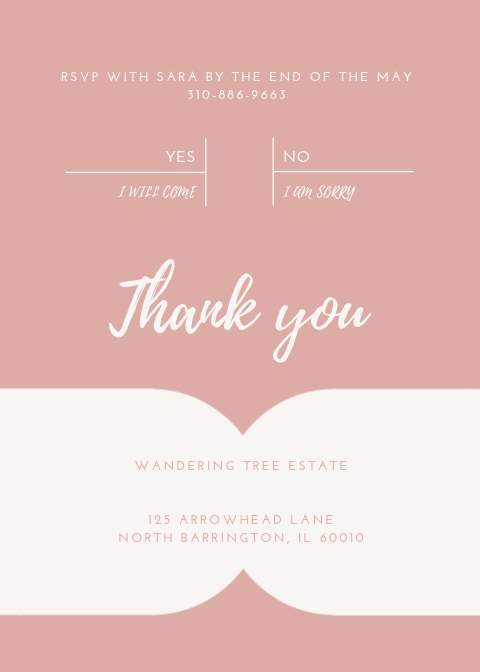 RSVP WITH SARA BY THE END OF THE MAY
310-886-9663
YES
I WILL COME
NO
I am SORRY
Thank you
WANDERING TREE ESTATE
125 ARROWHEAD LANE
NORTH BARRINGTON, IL 60010